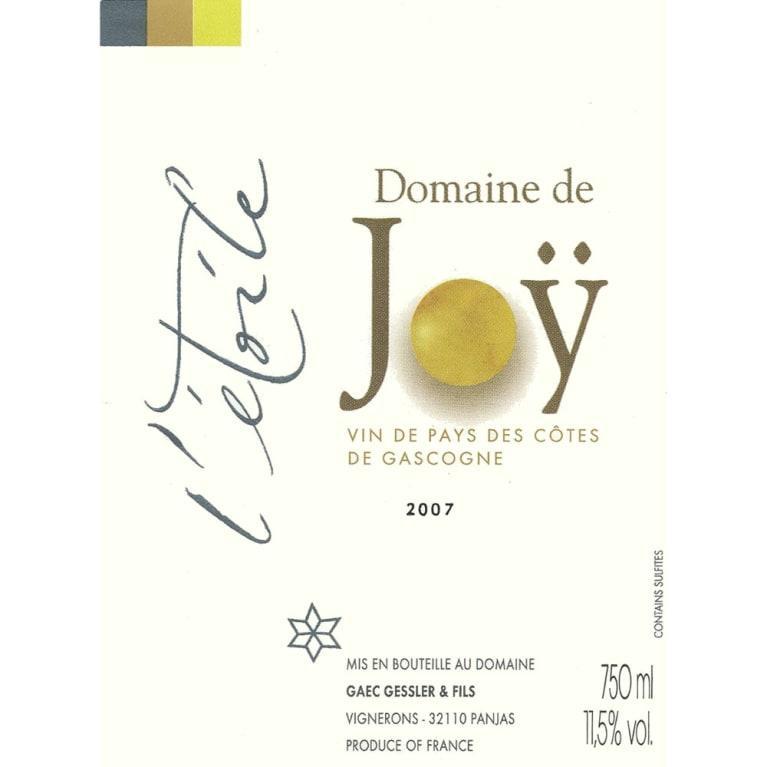 l'étoile
Domaine de
Joÿ
VIN DE PAYS DES CÔTES
DE GASCOGNE
2007
CONTAINS SULFITES
MIS EN BOUTEILLE AU DOMAINE
GAEC GESSLER & FILS
VIGNERONS - 32110 PANJAS
PRODUCE OF FRANCE
750 ml
11,5% vol.